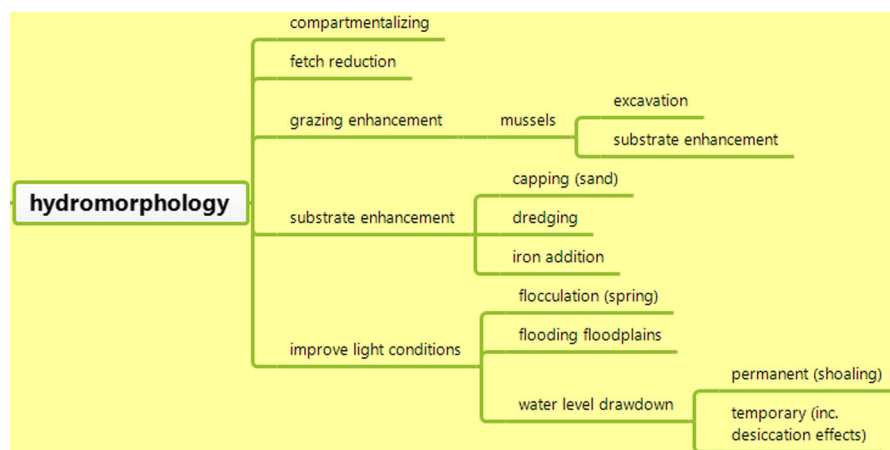 compartmentalizing
fetch reduction
grazing enhancement
mussels
excavation
substrate enhancement
hydromorphology
substrate enhancement
capping (sand)
dredging
iron addition
improve light conditions
flocculation (spring)
flooding floodplains
water level drawdown
permanent (shoaling)
temporary (inc.
desiccation effects)